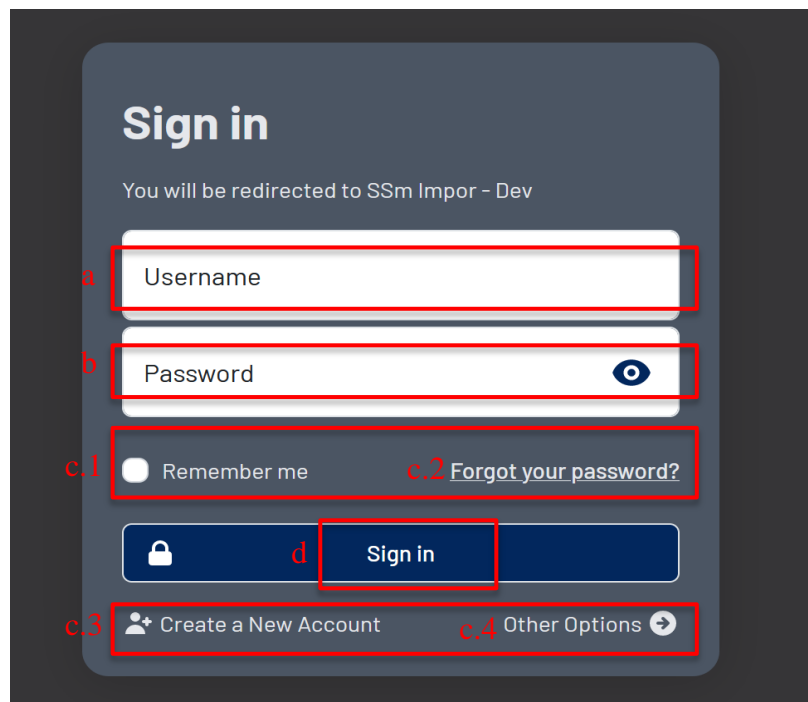 Sign in
You will be redirected to SSm Impor - Dev
a Username
b Password
c.1 Remember me c.2 Forgot your password?
d Sign in
c.3 Create a New Account c.4 Other Options